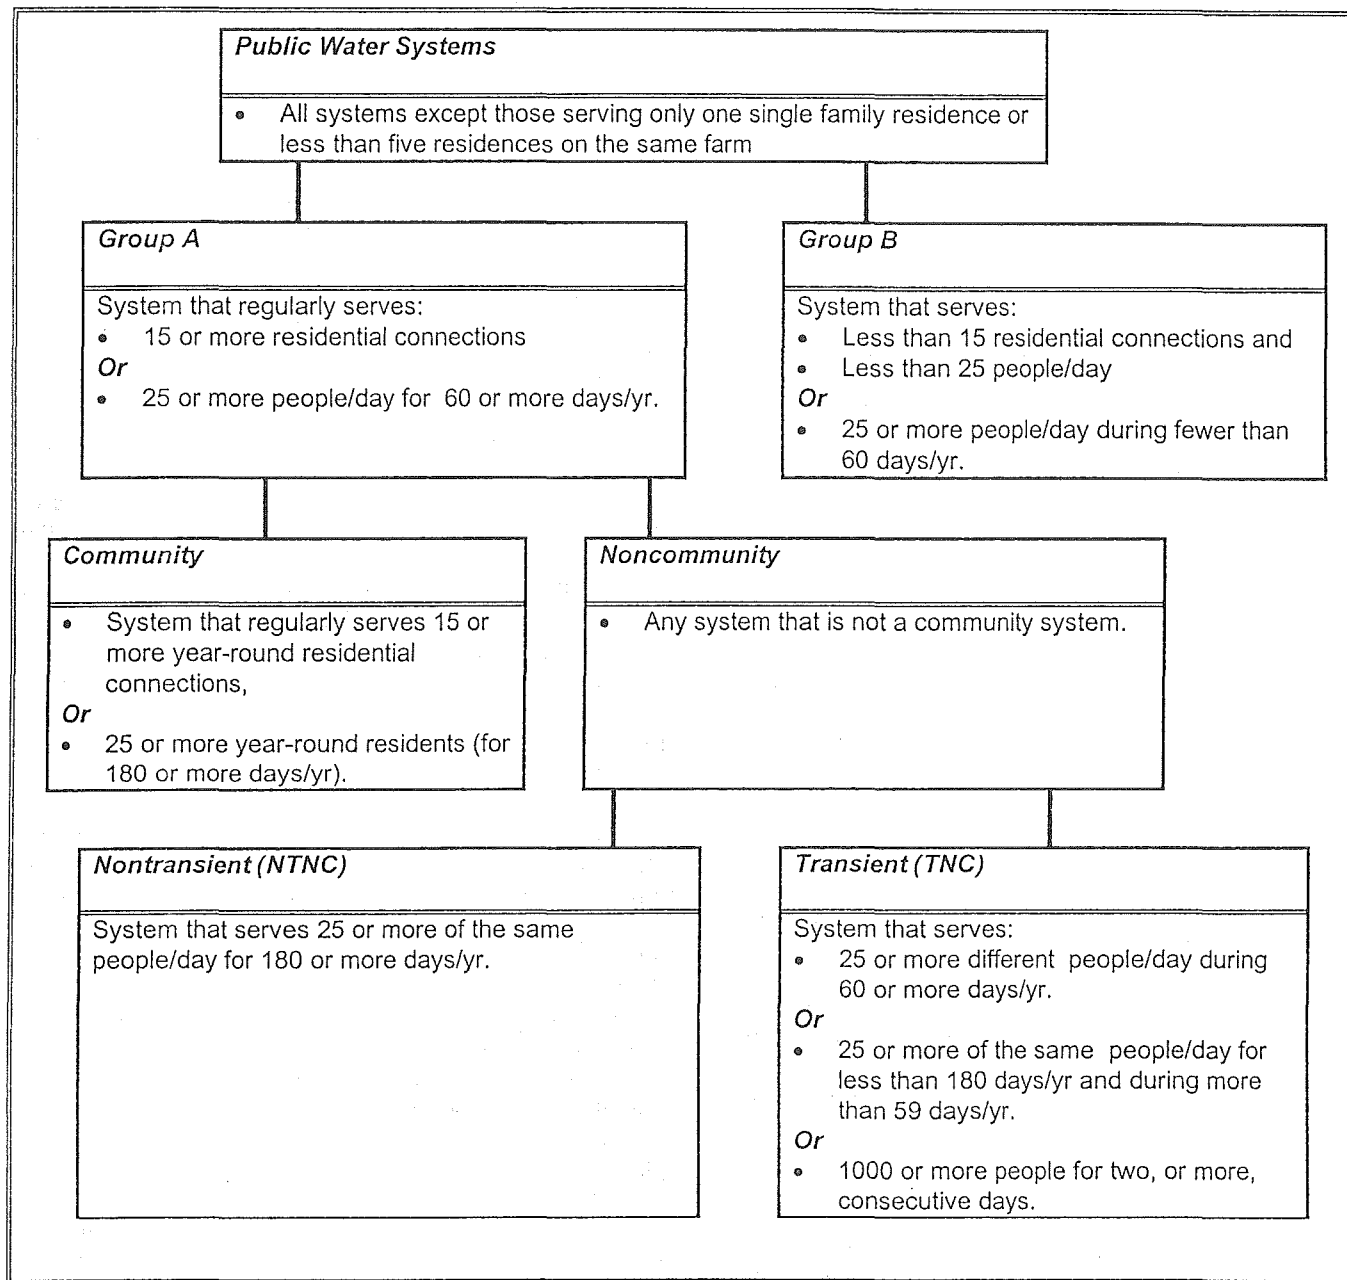 Public Water Systems
• All systems except those serving only one single family residence or
less than five residences on the same farm
Group A
System that regularly serves:
• 15 or more residential connections
Or
• 25 or more people/day for 60 or more days/yr.
Group B
System that serves:
• Less than 15 residential connections and
• Less than 25 people/day
Or
• 25 or more people/day during fewer than
60 days/yr.
Community
• System that regularly serves 15 or
more year-round residential
connections,
Or
• 25 or more year-round residents (for
180 or more days/yr).
Noncommunity
• Any system that is not a community system.
Nontransient (NTNC)
System that serves 25 or more of the same
people/day for 180 or more days/yr.
Transient (TNC)
System that serves:
• 25 or more different people/day during
60 or more days/yr.
Or
• 25 or more of the same people/day for
less than 180 days/yr and during more
than 59 days/yr.
Or
• 1000 or more people for two, or more,
consecutive days.